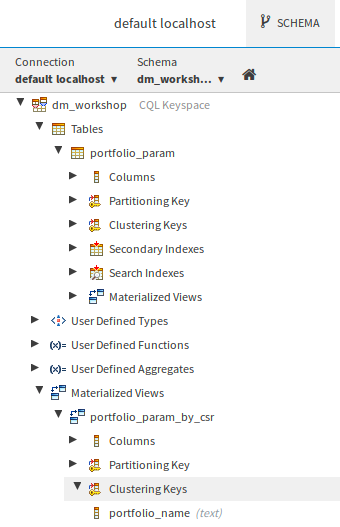 default localhost SCHEMA
Connection Schema
default localhost ▼ dm_worksh... ▼
dm_workshop CQL Keyspace
Tables
portfolio_param
Columns
Partitioning Key
Clustering Keys
Secondary Indexes
Search Indexes
Materialized Views
User Defined Types
(x)= User Defined Functions
(x)= User Defined Aggregates
Materialized Views
portfolio_param_by_csr
Columns
Partitioning Key
Clustering Keys
portfolio_name (text)